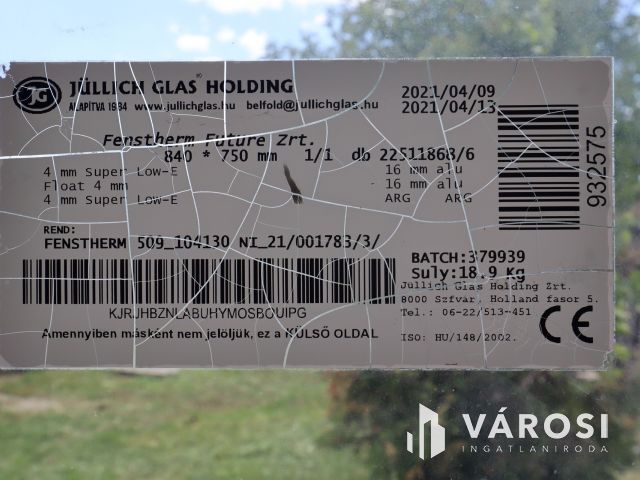 JG JÜLLICH GLAS® HOLDING
ALAPÍTVA 1984 www.jullichglas.hu belfold@jullichglas.hu
2021/04/09
2021/04/13
Fenstherm Future Zrt.
840 * 750 mm 1/1 db 22511868/6
4 mm Super Low-E 16 mm alu
Float 4 mm 16 mm alu
4 mm Super Low-E ARG ARG
932575
REND:
FENSTHERM 509_104130 NI_21/001783/3/
BATCH:379939
Suly:18.9 Kg
KJRJHBZNLABUHYMOSBOUIPG
Jüllich Glas Holding Zrt.
8000 Szfvár. Holland fasor 5.
Tel.: 06-22/513-451
Amennyiben másként nem jelöljük, ez a KÜLSŐ OLDAL
ISO: HU/148/2002.
CE
VÁROSI
INGATLANIRODA